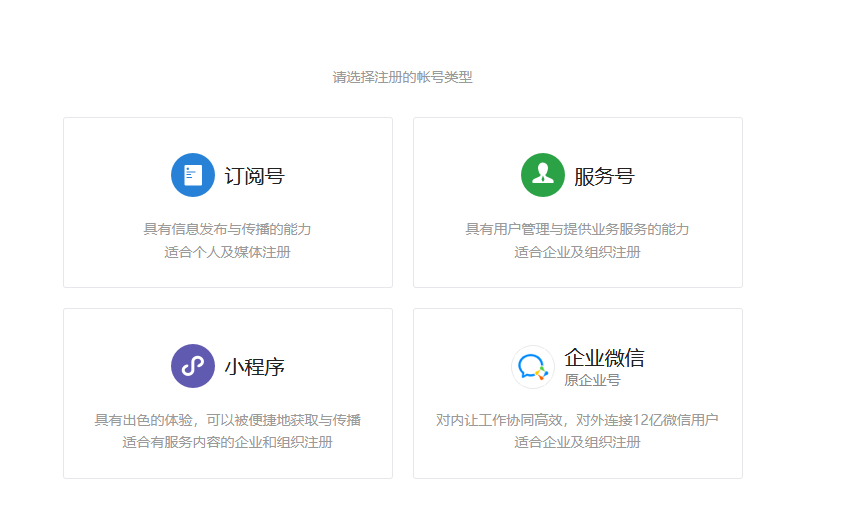 请选择注册的帐号类型
订阅号
具有信息发布与传播的能力
适合个人及媒体注册
服务号
具有用户管理与提供业务服务的能力
适合企业及组织注册
小程序
具有出色的体验，可以被便捷地获取与传播
适合有服务内容的企业和组织注册
企业微信
原企业号
对内让工作协同高效，对外连接12亿微信用户
适合企业及组织注册